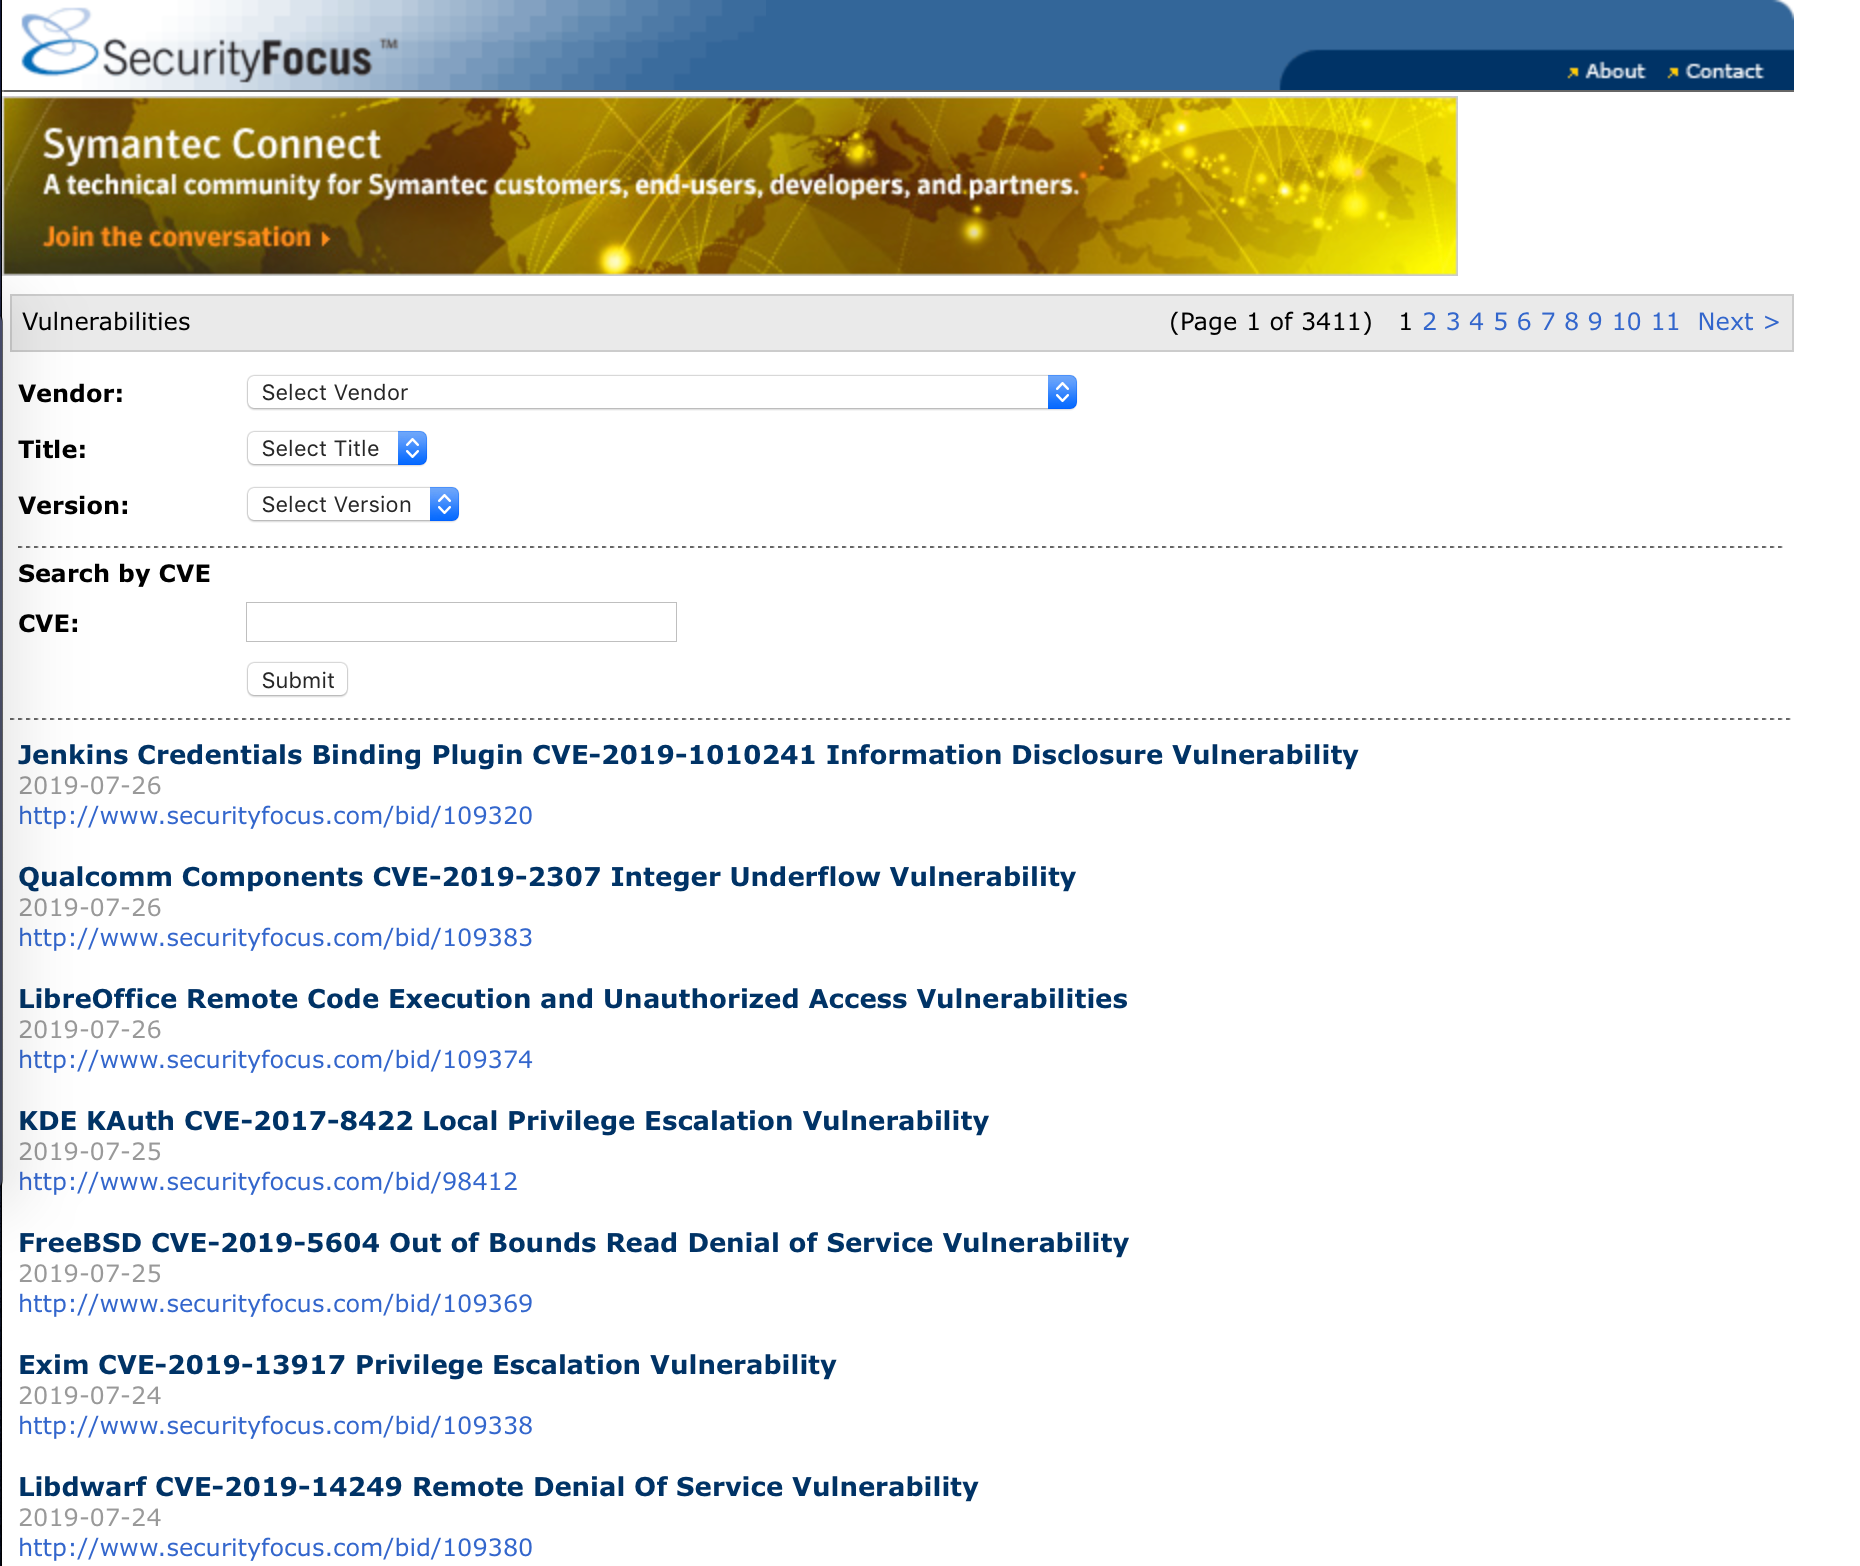 SecurityFocus ™
About Contact
Symantec Connect
A technical community for Symantec customers, end-users, developers, and partners.
Join the conversation
Vulnerabilities (Page 1 of 3411) 1 2 3 4 5 6 7 8 9 10 11 Next >
Vendor: Select Vendor
Title: Select Title
Version: Select Version
Search by CVE
CVE:
Submit
Jenkins Credentials Binding Plugin CVE-2019-1010241 Information Disclosure Vulnerability
2019-07-26
http://www.securityfocus.com/bid/109320
Qualcomm Components CVE-2019-2307 Integer Underflow Vulnerability
2019-07-26
http://www.securityfocus.com/bid/109383
LibreOffice Remote Code Execution and Unauthorized Access Vulnerabilities
2019-07-26
http://www.securityfocus.com/bid/109374
KDE KAuth CVE-2017-8422 Local Privilege Escalation Vulnerability
2019-07-25
http://www.securityfocus.com/bid/98412
FreeBSD CVE-2019-5604 Out of Bounds Read Denial of Service Vulnerability
2019-07-25
http://www.securityfocus.com/bid/109369
Exim CVE-2019-13917 Privilege Escalation Vulnerability
2019-07-24
http://www.securityfocus.com/bid/109338
Libdwarf CVE-2019-14249 Remote Denial Of Service Vulnerability
2019-07-24
http://www.securityfocus.com/bid/109380